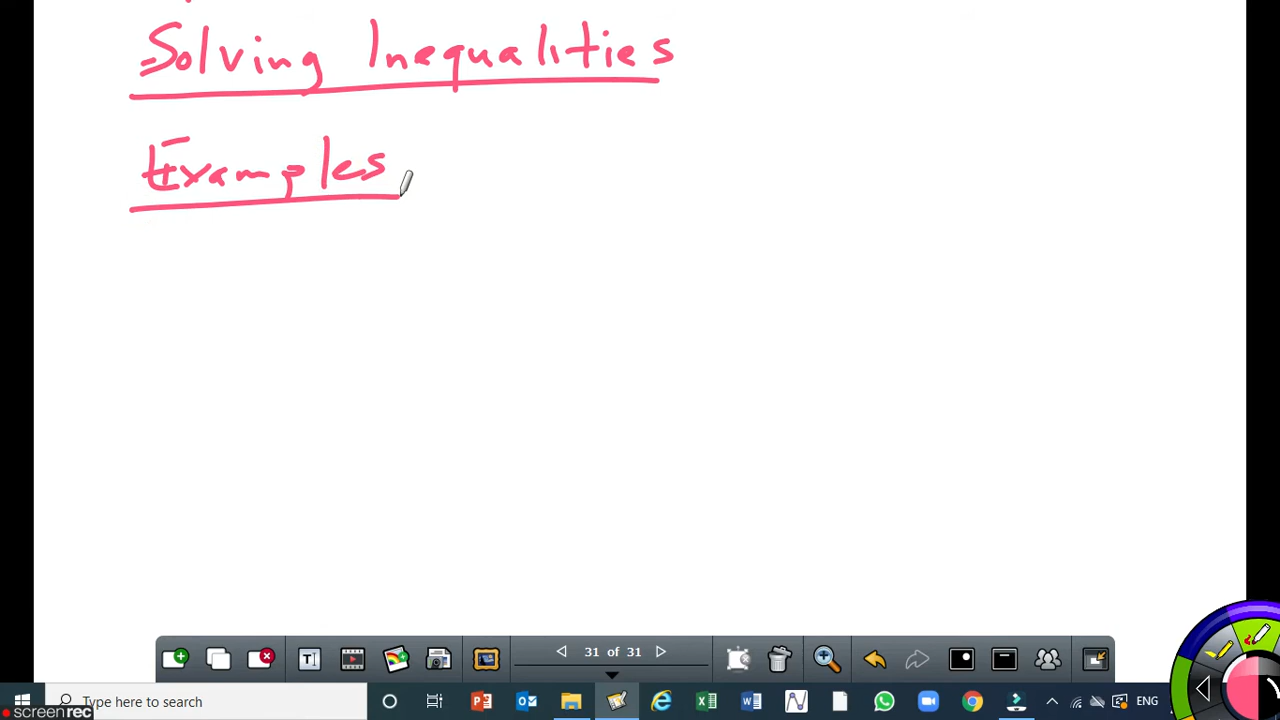 Solving Inequalities
Examples
31 of 31
Type here to search
ENG
screenrec